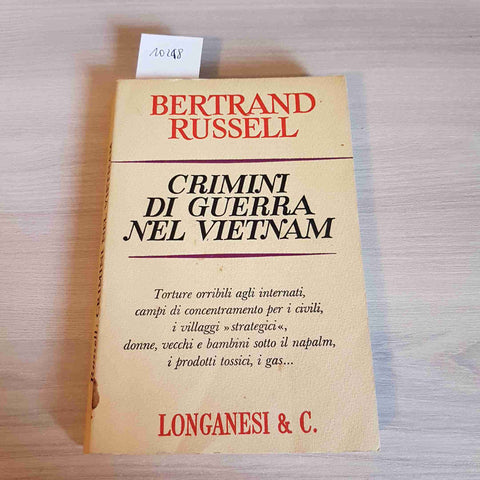 10248
BERTRAND
RUSSELL
CRIMINI
DI GUERRA
NEL VIETNAM
Torture orribili agli internati,
campi di concentramento per i civili,
i villaggi »strategici«,
donne, vecchi e bambini sotto il napalm,
i prodotti tossici, i gas...
LONGANESI & C.